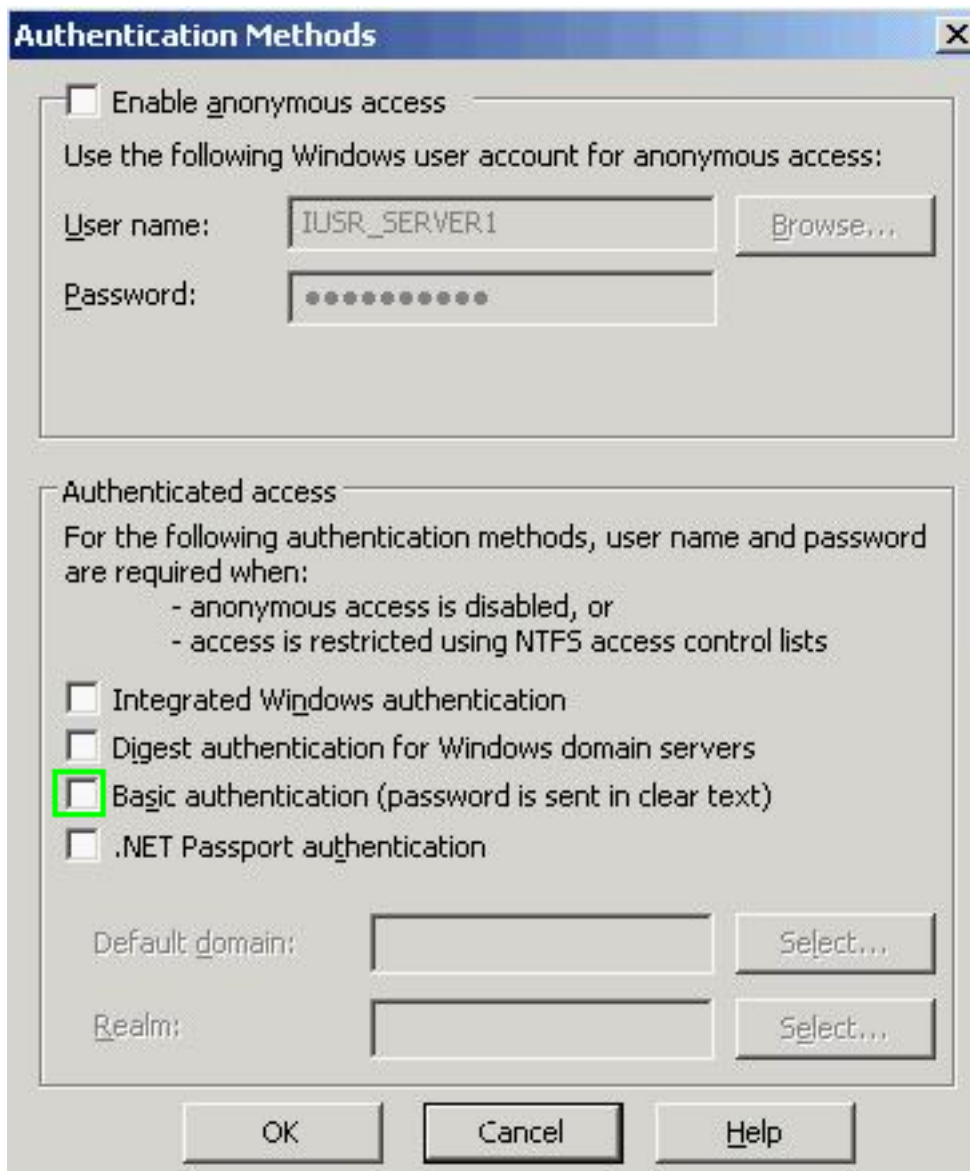 Authentication Methods
Enable anonymous access
Use the following Windows user account for anonymous access:
User name:
IUSR_SERVER1
Browse...
Password:
●●●●●●●●●●
Authenticated access
For the following authentication methods, user name and password
are required when:
- anonymous access is disabled, or
- access is restricted using NTFS access control lists
Integrated Windows authentication
Digest authentication for Windows domain servers
Basic authentication (password is sent in clear text)
.NET Passport authentication
Default domain:
Select...
Realm:
Select...
OK
Cancel
Help